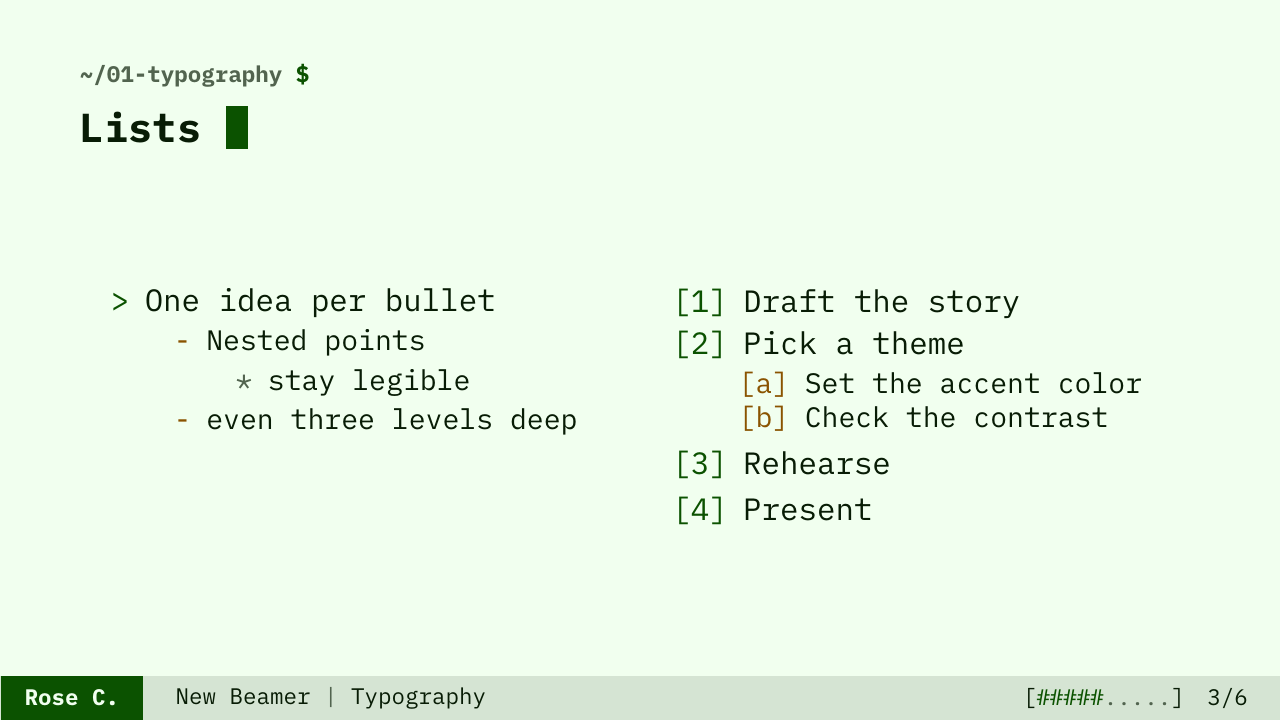 ~/01-typography $
Lists
> One idea per bullet
- Nested points
* stay legible
- even three levels deep
[1] Draft the story
[2] Pick a theme
[a] Set the accent color
[b] Check the contrast
[3] Rehearse
[4] Present
Rose C. New Beamer | Typography [#####.....] 3/6